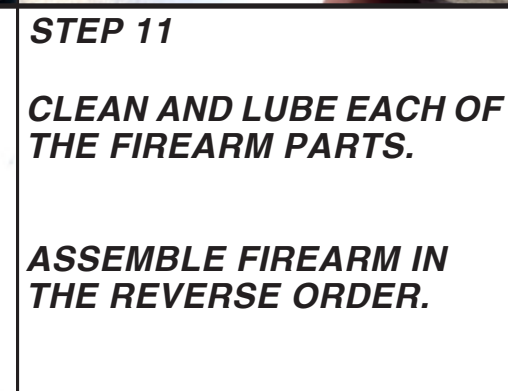 STEP 11
CLEAN AND LUBE EACH OF
THE FIREARM PARTS.
ASSEMBLE FIREARM IN
THE REVERSE ORDER.